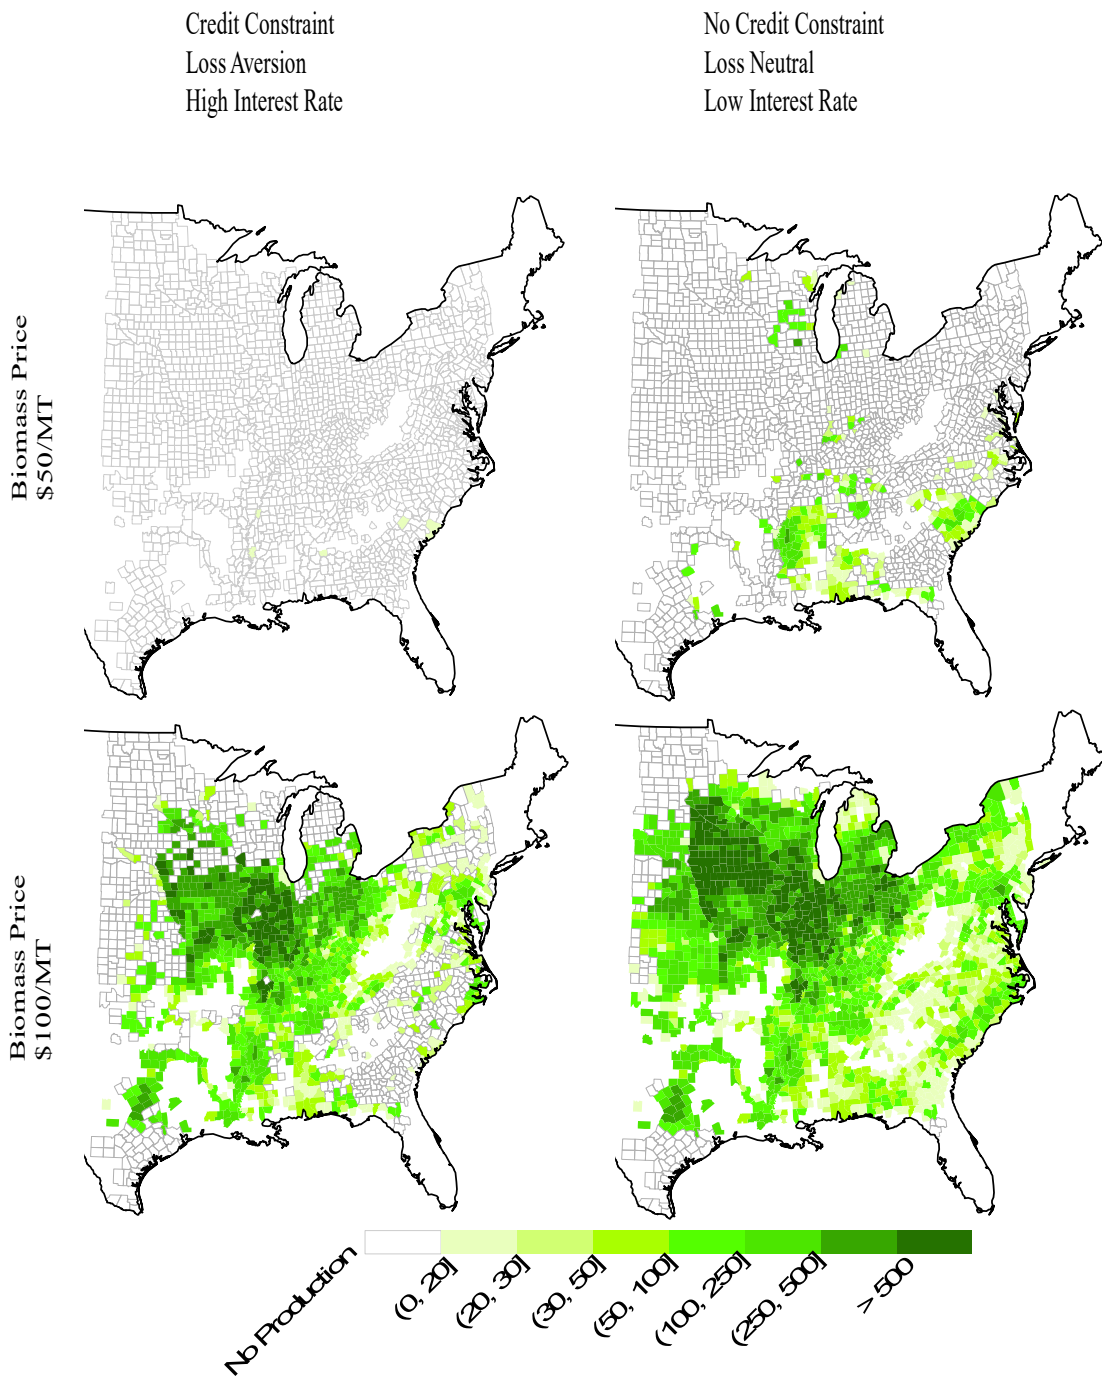 Credit Constraint
Loss Aversion
High Interest Rate
No Credit Constraint
Loss Neutral
Low Interest Rate
Biomass Price
$50/MT
Biomass Price
$100/MT
No Production
(0, 20]
(20, 30]
(30, 50]
(50, 100]
(100, 250]
(250, 500]
> 500